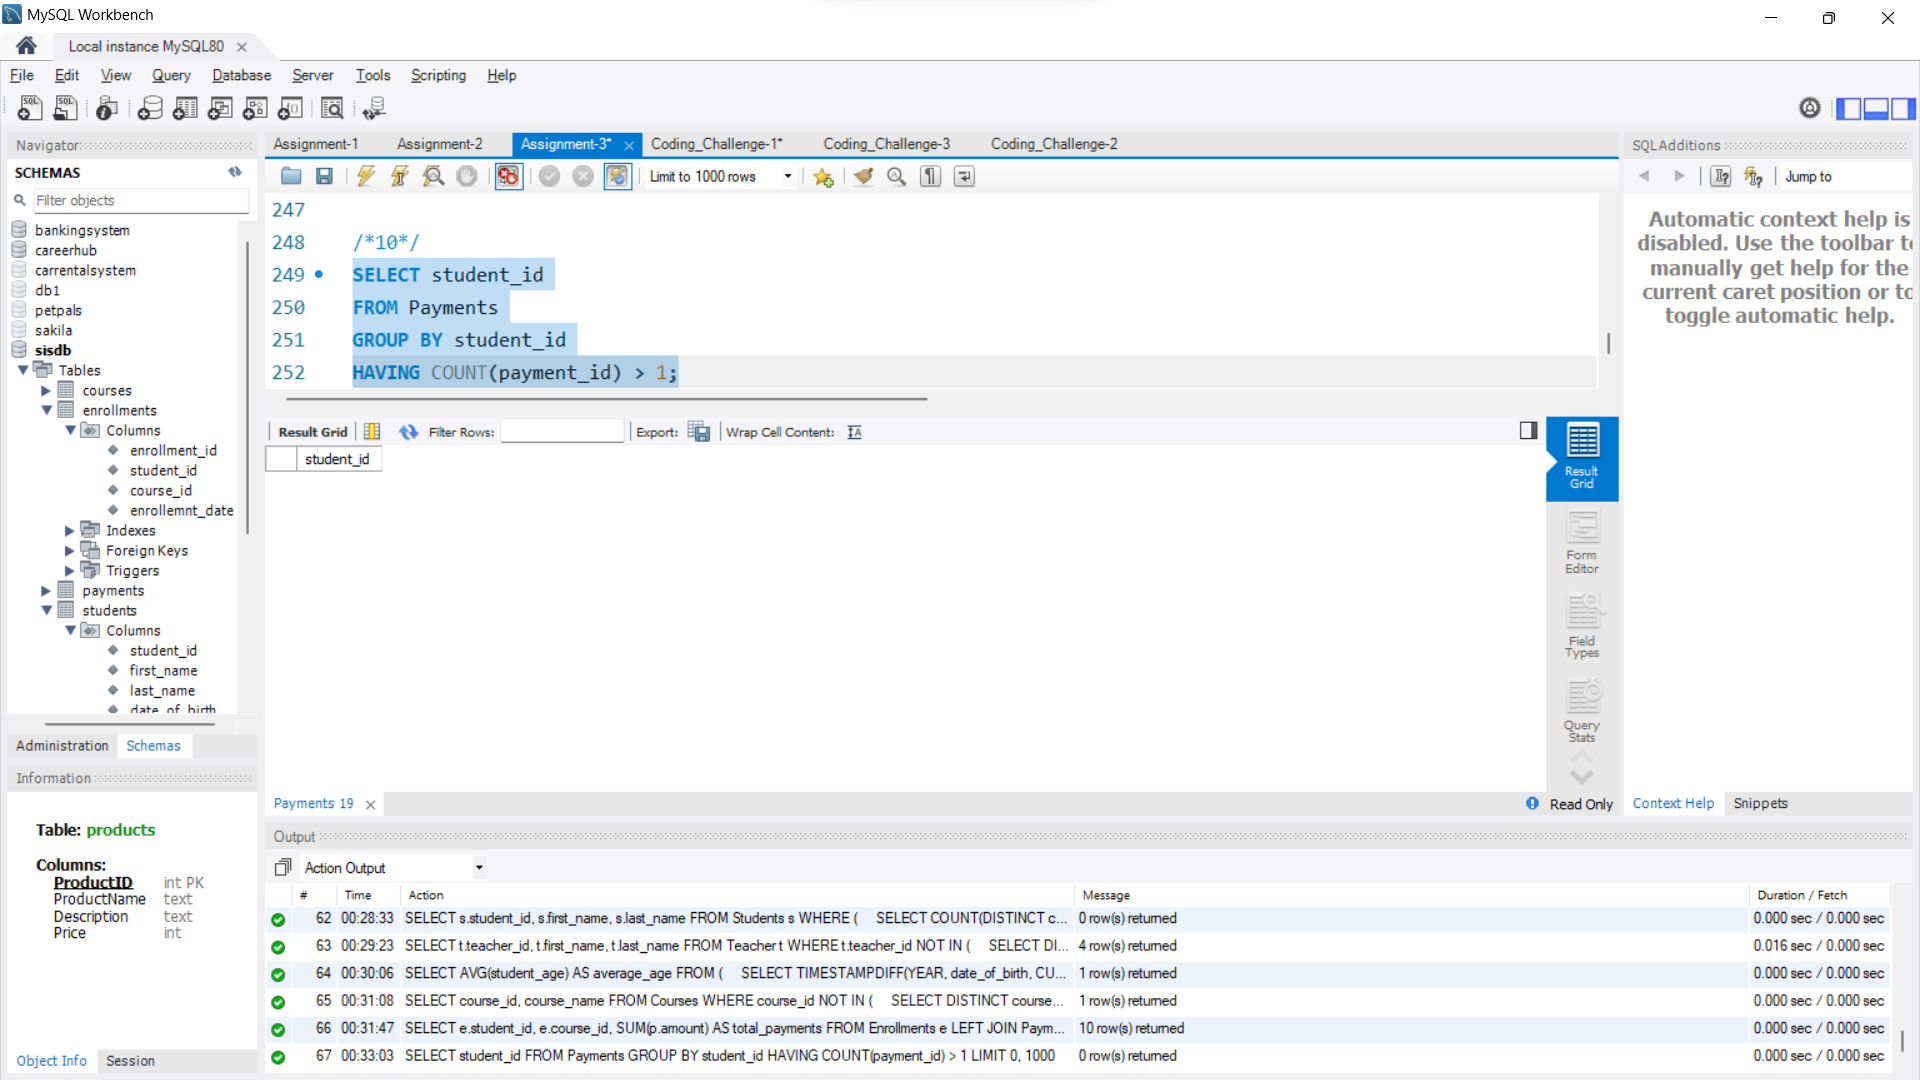 MySQL Workbench
Local instance MySQL80
File Edit View Query Database Server Tools Scripting Help
Navigator
SCHEMAS
Filter objects
bankingsystem
careerhub
carrentalsystem
db1
petpals
sakila
sisdb
Tables
courses
enrollments
Columns
enrollment_id
student_id
course_id
enrollemnt_date
Indexes
Foreign Keys
Triggers
payments
students
Columns
student_id
first_name
last_name
date_of_birth
Administration Schemas
Information
Table: products
Columns:
ProductID int PK
ProductName text
Description text
Price int
Object Info Session
Assignment-1 Assignment-2 Assignment-3* Coding_Challenge-1* Coding_Challenge-3 Coding_Challenge-2
Limit to 1000 rows
247
248 /*10*/
249 SELECT student_id
250 FROM Payments
251 GROUP BY student_id
252 HAVING COUNT(payment_id) > 1;
Result Grid Filter Rows: Export: Wrap Cell Content:
student_id
Result
Grid
Form
Editor
Field
Types
Query
Stats
Payments 19 Read Only
SQLAdditions
Jump to
Automatic context help is
disabled. Use the toolbar to
manually get help for the
current caret position or to
toggle automatic help.
Context Help Snippets
Output
Action Output
# Time Action Message Duration / Fetch
62 00:28:33 SELECT s.student_id, s.first_name, s.last_name FROM Students s WHERE ( SELECT COUNT(DISTINCT c... 0 row(s) returned 0.000 sec / 0.000 sec
63 00:29:23 SELECT t.teacher_id, t.first_name, t.last_name FROM Teacher t WHERE t.teacher_id NOT IN ( SELECT DI... 4 row(s) returned 0.016 sec / 0.000 sec
64 00:30:06 SELECT AVG(student_age) AS average_age FROM ( SELECT TIMESTAMPDIFF(YEAR, date_of_birth, CU... 1 row(s) returned 0.000 sec / 0.000 sec
65 00:31:08 SELECT course_id, course_name FROM Courses WHERE course_id NOT IN ( SELECT DISTINCT course... 1 row(s) returned 0.000 sec / 0.000 sec
66 00:31:47 SELECT e.student_id, e.course_id, SUM(p.amount) AS total_payments FROM Enrollments e LEFT JOIN Paym... 10 row(s) returned 0.000 sec / 0.000 sec
67 00:33:03 SELECT student_id FROM Payments GROUP BY student_id HAVING COUNT(payment_id) > 1 LIMIT 0, 1000 0 row(s) returned 0.000 sec / 0.000 sec